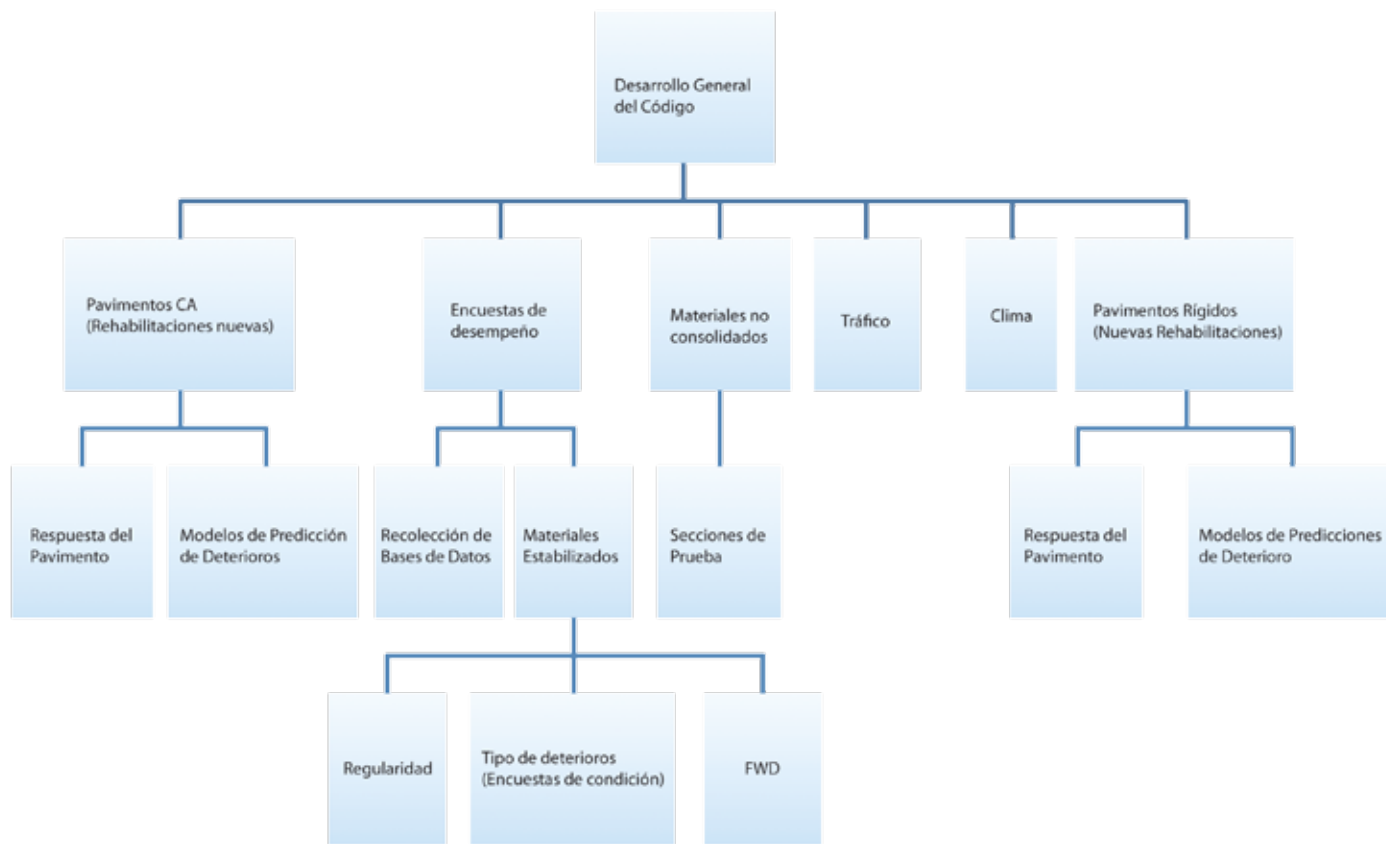 Desarrollo General
del Código
Pavimentos CA
(Rehabilitaciones nuevas)
Encuestas de
desempeño
Materiales no
consolidados
Tráfico
Clima
Pavimentos Rígidos
(Nuevas Rehabilitaciones)
Respuesta del
Pavimento
Modelos de Predicción
de Deterioros
Recolección de
Bases de Datos
Materiales
Estabilizados
Secciones de
Prueba
Respuesta del
Pavimento
Modelos de Predicciones
de Deterioro
Regularidad
Tipo de deterioros
(Encuestas de condición)
FWD